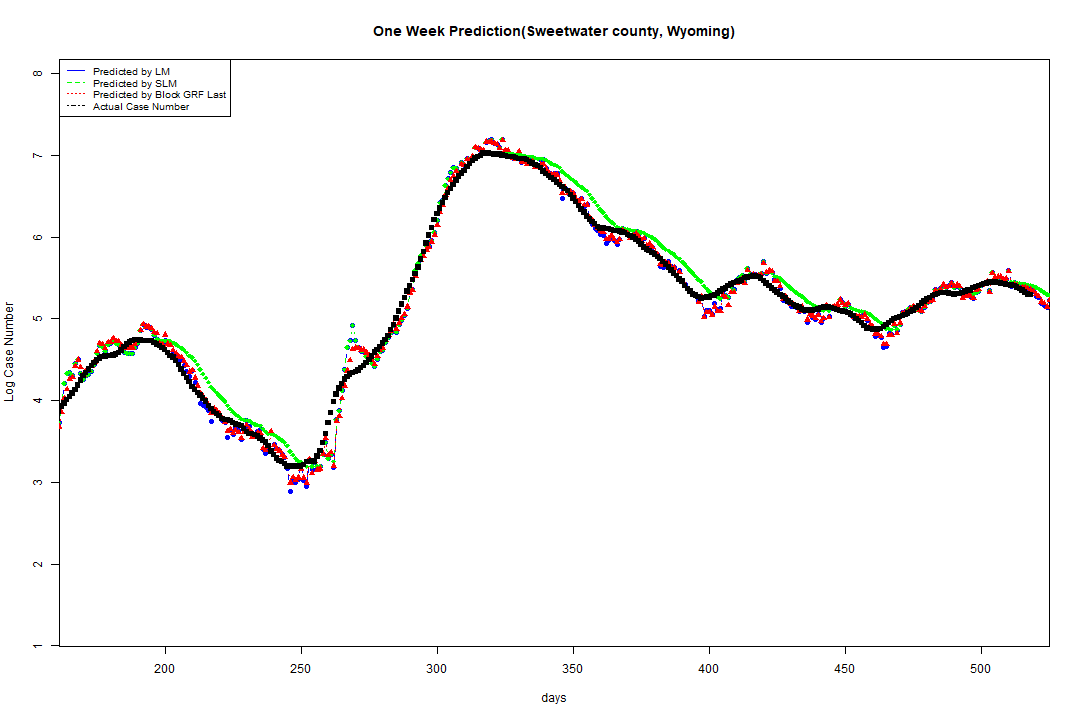 One Week Prediction(Sweetwater county, Wyoming)
Predicted by LM
Predicted by SLM
Predicted by Block GRF Last
Actual Case Number
8
7
6
5
4
3
2
1
Log Case Number
200 250 300 350 400 450 500
days